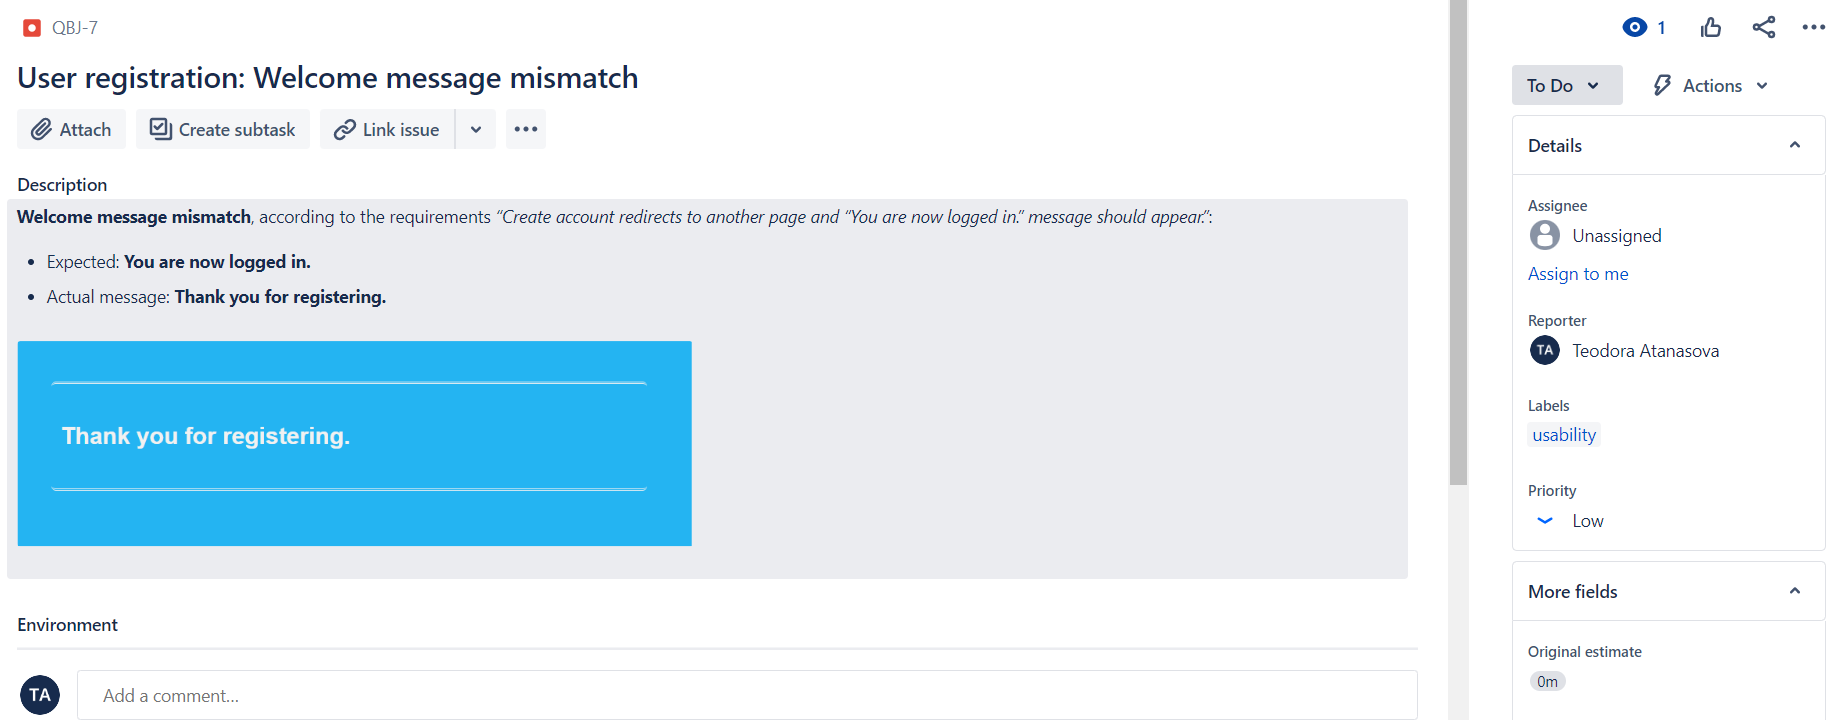 QBJ-7
1
User registration: Welcome message mismatch
To Do
Actions
Attach
Create subtask
Link issue
Details
Description
Welcome message mismatch, according to the requirements “Create account redirects to another page and “You are now logged in.” message should appear.”:
Expected: You are now logged in.
Actual message: Thank you for registering.
Thank you for registering.
Environment
TA
Add a comment...
Assignee
Unassigned
Assign to me
Reporter
TA Teodora Atanasova
Labels
usability
Priority
Low
More fields
Original estimate
0m